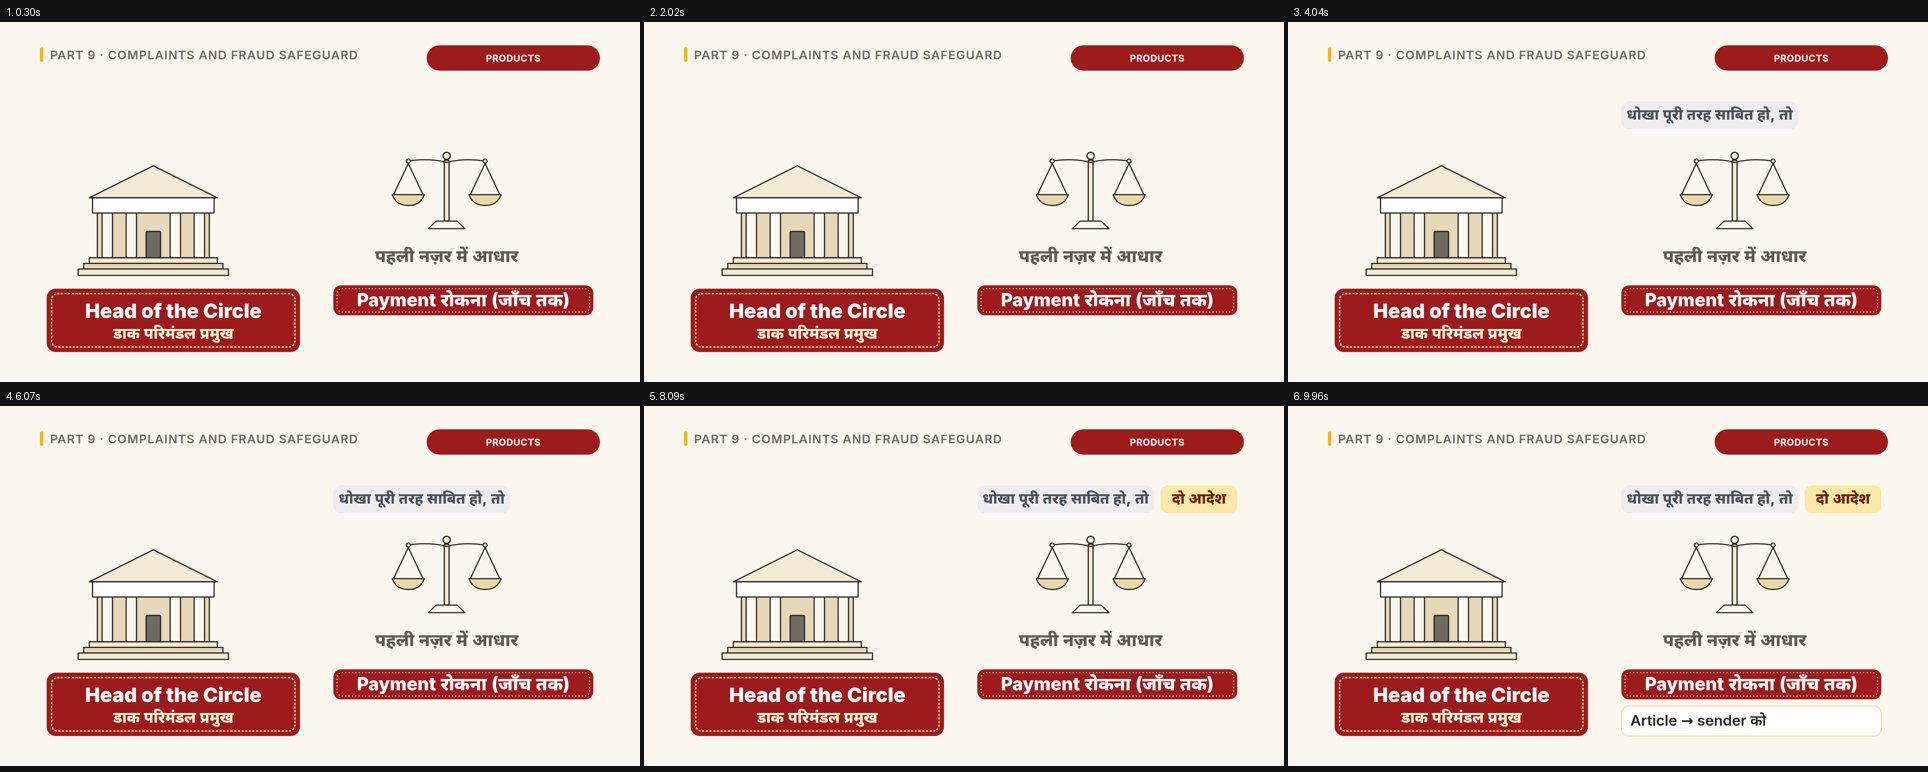 1. 0.30s
PART 9 · COMPLAINTS AND FRAUD SAFEGUARD
PRODUCTS
पहली नज़र में आधार
Head of the Circle
डाक परिमंडल प्रमुख
Payment रोकना (जाँच तक)
2. 2.02s
PART 9 · COMPLAINTS AND FRAUD SAFEGUARD
PRODUCTS
पहली नज़र में आधार
Head of the Circle
डाक परिमंडल प्रमुख
Payment रोकना (जाँच तक)
3. 4.04s
PART 9 · COMPLAINTS AND FRAUD SAFEGUARD
PRODUCTS
धोखा पूरी तरह साबित हो, तो
पहली नज़र में आधार
Head of the Circle
डाक परिमंडल प्रमुख
Payment रोकना (जाँच तक)
4. 6.07s
PART 9 · COMPLAINTS AND FRAUD SAFEGUARD
PRODUCTS
धोखा पूरी तरह साबित हो, तो
पहली नज़र में आधार
Head of the Circle
डाक परिमंडल प्रमुख
Payment रोकना (जाँच तक)
5. 8.09s
PART 9 · COMPLAINTS AND FRAUD SAFEGUARD
PRODUCTS
धोखा पूरी तरह साबित हो, तो
दो आदेश
पहली नज़र में आधार
Head of the Circle
डाक परिमंडल प्रमुख
Payment रोकना (जाँच तक)
6. 9.96s
PART 9 · COMPLAINTS AND FRAUD SAFEGUARD
PRODUCTS
धोखा पूरी तरह साबित हो, तो
दो आदेश
पहली नज़र में आधार
Head of the Circle
डाक परिमंडल प्रमुख
Payment रोकना (जाँच तक)
Article → sender को